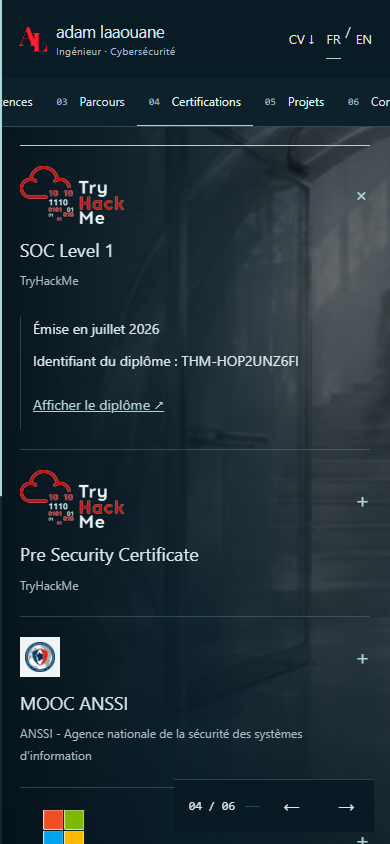 AL adam laaouane
Ingénieur · Cybersécurité
CV ↓ FR / EN
ences 03 Parcours 04 Certifications 05 Projets 06 Cor
10 10
1110
0101 01
01 010
Try
Hack
Me
×
SOC Level 1
TryHackMe
Émise en juillet 2026
Identifiant du diplôme : THM-HOP2UNZ6FI
Afficher le diplôme ↗
10 10
1110
0101 01
01 010
Try
Hack
Me
+
Pre Security Certificate
TryHackMe
+
MOOC ANSSI
ANSSI - Agence nationale de la sécurité des systèmes
d'information
04 / 06 ← →
+